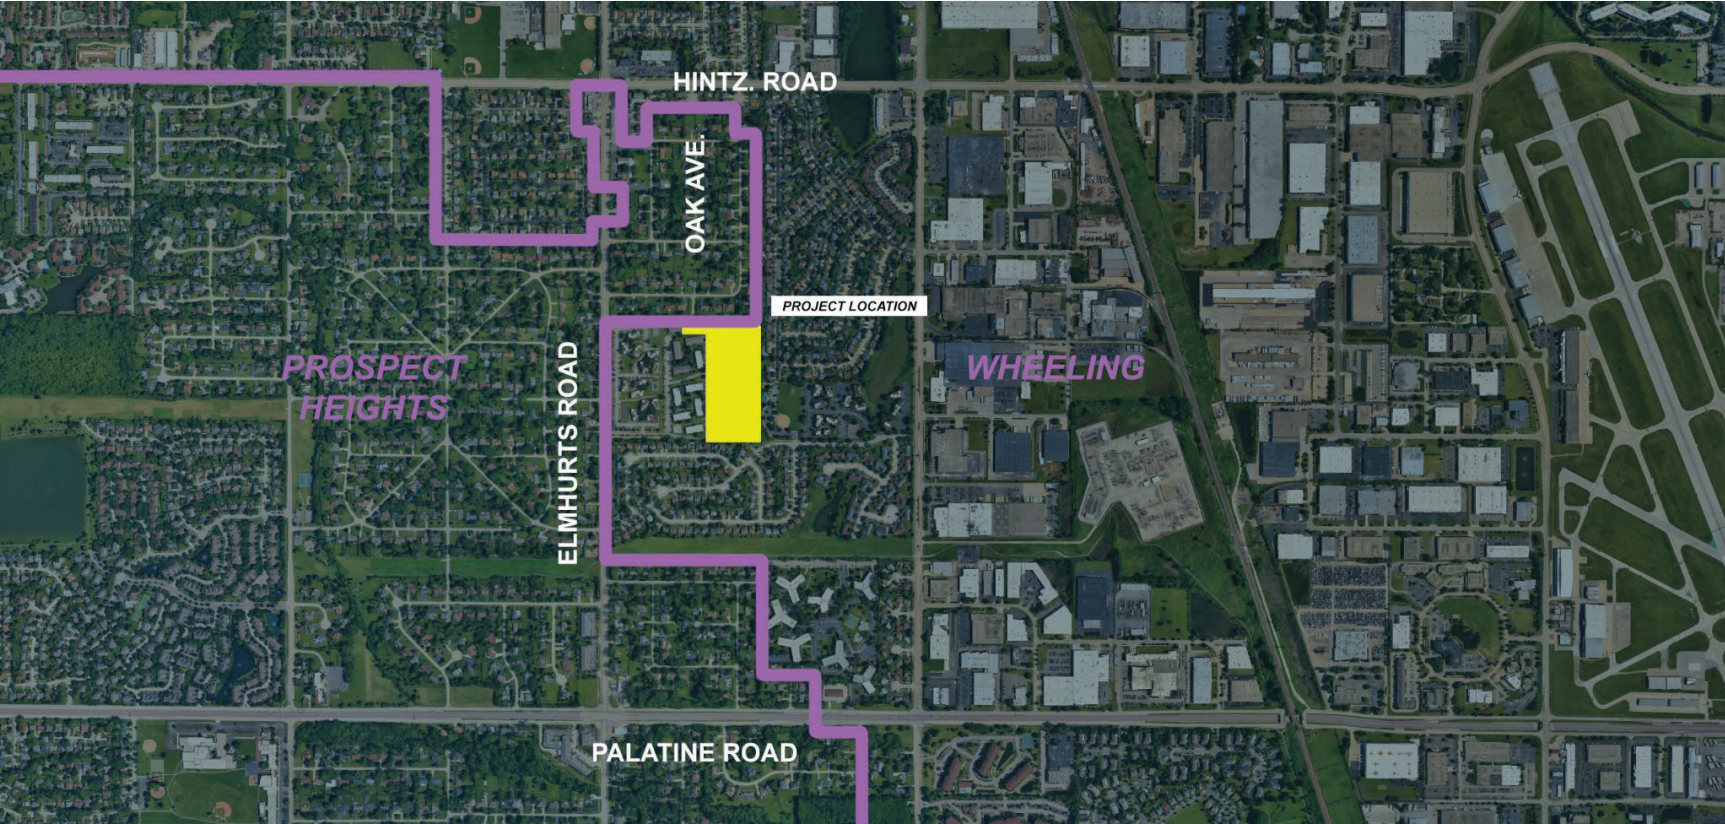 HINTZ. ROAD
OAK AVE.
PROJECT LOCATION
PROSPECT
HEIGHTS
ELMHURTS ROAD
WHEELING
PALATINE ROAD